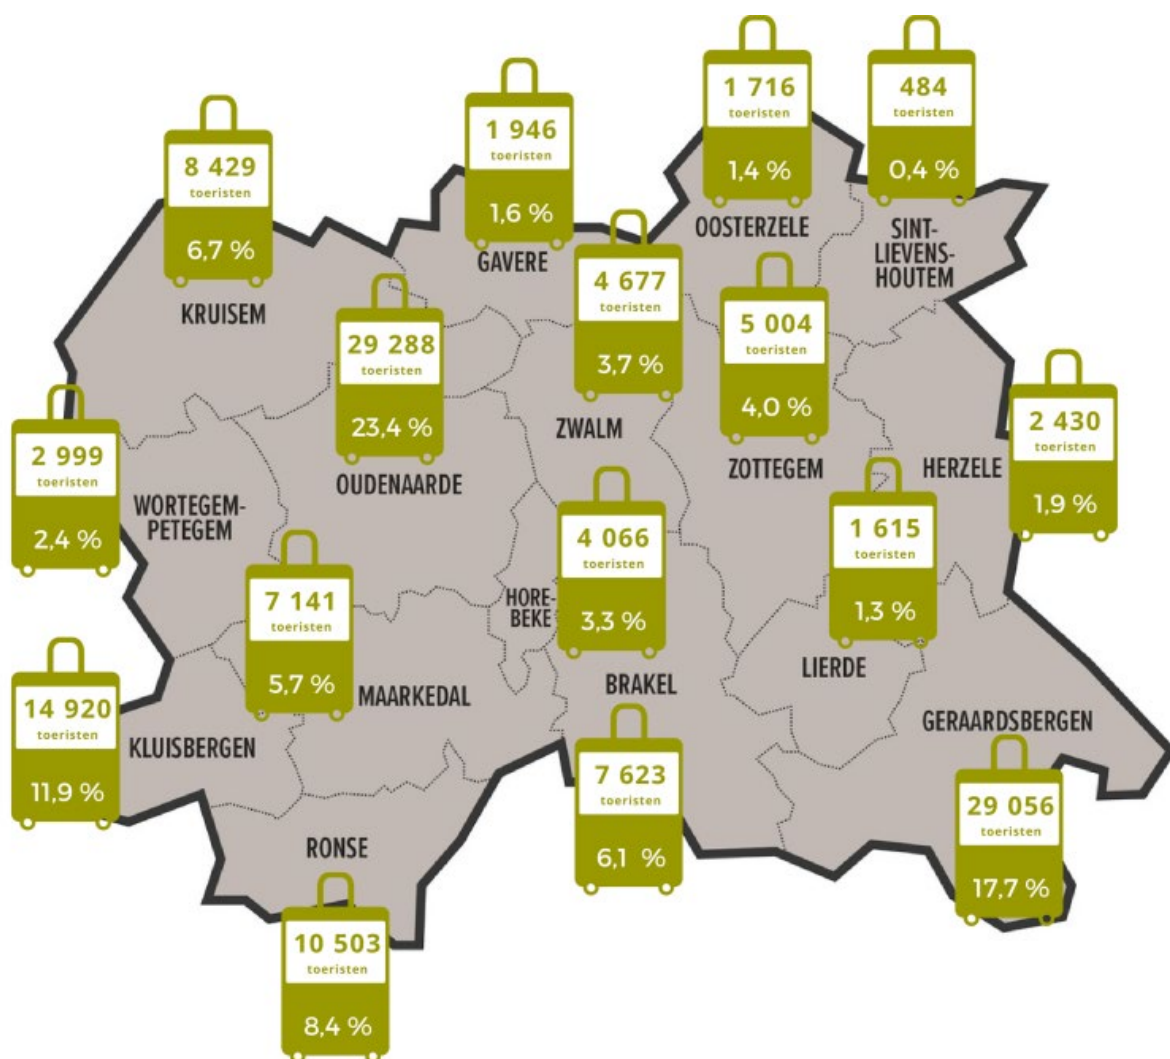 1 716
toeristen
1,4 %
OOSTERZELE
484
toeristen
0,4 %
SINT-
LIEVENS-
HOUTEM
1 946
toeristen
1,6 %
GAVERE
8 429
toeristen
6,7 %
KRUISEM
4 677
toeristen
3,7 %
ZWALM
5 004
toeristen
4,0 %
ZOTTEGEM
29 288
toeristen
23,4 %
OUDENAARDE
2 430
toeristen
1,9 %
HERZELE
2 999
toeristen
2,4 %
WORTEGEM-
PETEGEM
4 066
toeristen
3,3 %
HORE-
BEKE
1 615
toeristen
1,3 %
LIERDE
7 141
toeristen
5,7 %
MAARKEDAL
14 920
toeristen
11,9 %
KLUISBERGEN
BRAKEL
7 623
toeristen
6,1 %
GERAARDSBERGEN
29 056
toeristen
17,7 %
RONSE
10 503
toeristen
8,4 %